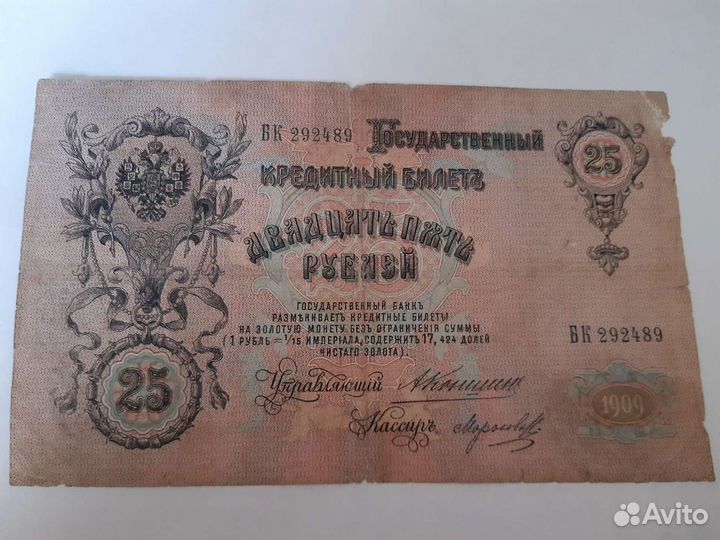 БК 292489 Государственный 25
Кредитный Билетъ
Двадцать пять
Рублей
ГОСУДАРСТВЕННЫЙ БАНКЪ
РАЗМѢНИВАЕТЪ КРЕДИТНЫЕ БИЛЕТЫ
НА ЗОЛОТУЮ МОНЕТУ БЕЗЪ ОГРАНИЧЕНІЯ СУММЫ
(1 РУБЛЬ = 1/15 ИМПЕРІАЛА, СОДЕРЖИТЪ 17,424 ДОЛЕЙ
ЧИСТАГО ЗОЛОТА).
БК 292489
25
Управляющій АКоншинъ
Кассиръ
1909
Avito